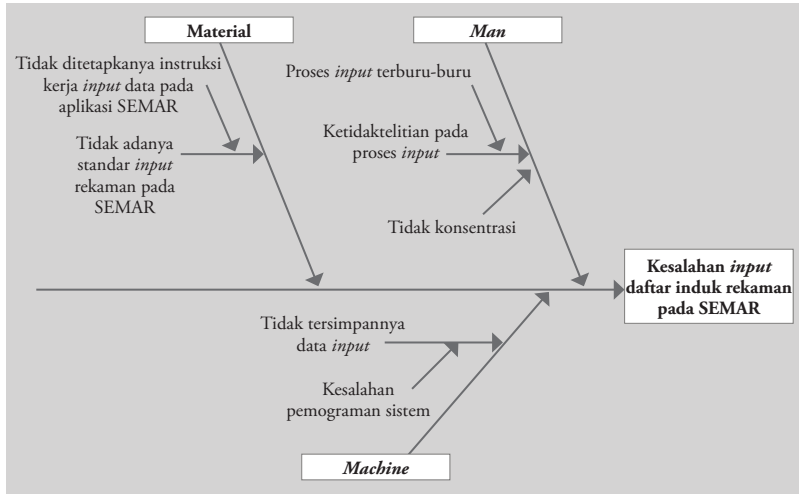 Material
Man
Tidak ditetapkanya instruksi
kerja input data pada
aplikasi SEMAR
Tidak adanya
standar input
rekaman pada
SEMAR
Proses input terburu-buru
Ketidaktelitian pada
proses input
Tidak konsentrasi
Kesalahan input
daftar induk rekaman
pada SEMAR
Tidak tersimpannya
data input
Kesalahan
pemograman sistem
Machine